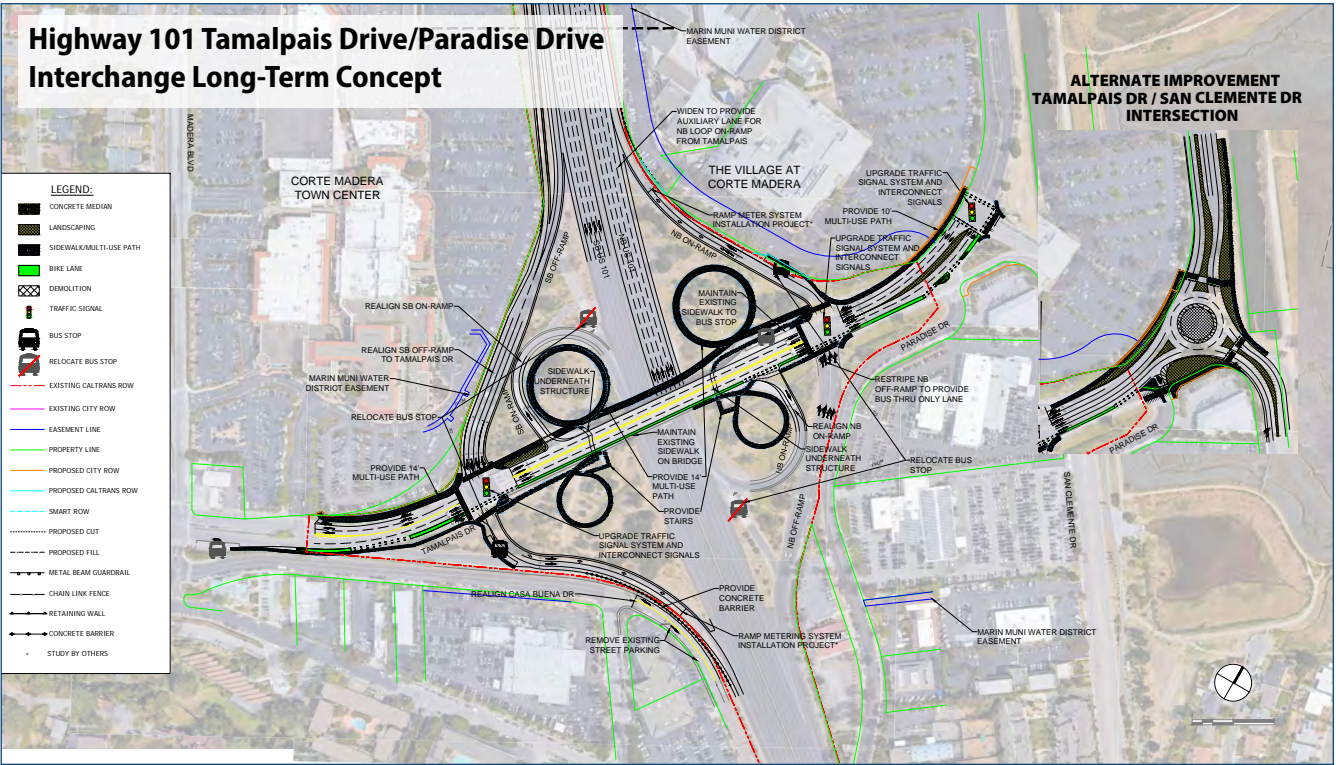 Highway 101 Tamalpais Drive/Paradise Drive
Interchange Long-Term Concept
MARIN MUNI WATER DISTRICT
EASEMENT
ALTERNATE IMPROVEMENT
TAMALPAIS DR / SAN CLEMENTE DR
INTERSECTION
MADERA BLVD
WIDEN TO PROVIDE
AUXILIARY LANE FOR
NB LOOP ON-RAMP
FROM TAMALPAIS
CORTE MADERA
TOWN CENTER
THE VILLAGE AT
CORTE MADERA
UPGRADE TRAFFIC
SIGNAL SYSTEM AND
INTERCONNECT
SIGNALS
PROVIDE 10'
MULTI-USE PATH
RAMP METER SYSTEM
INSTALLATION PROJECT*
UPGRADE TRAFFIC
SIGNAL SYSTEM AND
INTERCONNECT
SIGNALS
NB ON-RAMP
SB OFF-RAMP
SB US 101
NB US 101
LEGEND:
CONCRETE MEDIAN
LANDSCAPING
SIDEWALK/MULTI-USE PATH
BIKE LANE
DEMOLITION
TRAFFIC SIGNAL
BUS STOP
RELOCATE BUS STOP
EXISTING CALTRANS ROW
EXISTING CITY ROW
EASEMENT LINE
PROPERTY LINE
PROPOSED CITY ROW
PROPOSED CALTRANS ROW
SMART ROW
PROPOSED CUT
PROPOSED FILL
METAL BEAM GUARDRAIL
CHAIN LINK FENCE
RETAINING WALL
CONCRETE BARRIER
* STUDY BY OTHERS
REALIGN SB ON-RAMP
REALIGN SB OFF-RAMP
TO TAMALPAIS DR
MARIN MUNI WATER
DISTRICT EASEMENT
RELOCATE BUS STOP
SB ON-RAMP
SIDEWALK
UNDERNEATH
STRUCTURE
MAINTAIN
EXISTING
SIDEWALK TO
BUS STOP
PARADISE DR
RESTRIPE NB
OFF-RAMP TO PROVIDE
BUS THRU ONLY LANE
REALIGN NB
ON-RAMP
SIDEWALK
UNDERNEATH
STRUCTURE
NB ON-RAMP
RELOCATE BUS
STOP
MAINTAIN
EXISTING
SIDEWALK
ON BRIDGE
PROVIDE 14'
MULTI-USE
PATH
PROVIDE
STAIRS
PROVIDE 14'
MULTI-USE PATH
TAMALPAIS DR
UPGRADE TRAFFIC
SIGNAL SYSTEM AND
INTERCONNECT SIGNALS
NB OFF-RAMP
SAN CLEMENTE DR
PARADISE DR
REALIGN CASA BUENA DR
PROVIDE
CONCRETE
BARRIER
REMOVE EXISTING
STREET PARKING
RAMP METERING SYSTEM
INSTALLATION PROJECT*
MARIN MUNI WATER DISTRICT
EASEMENT